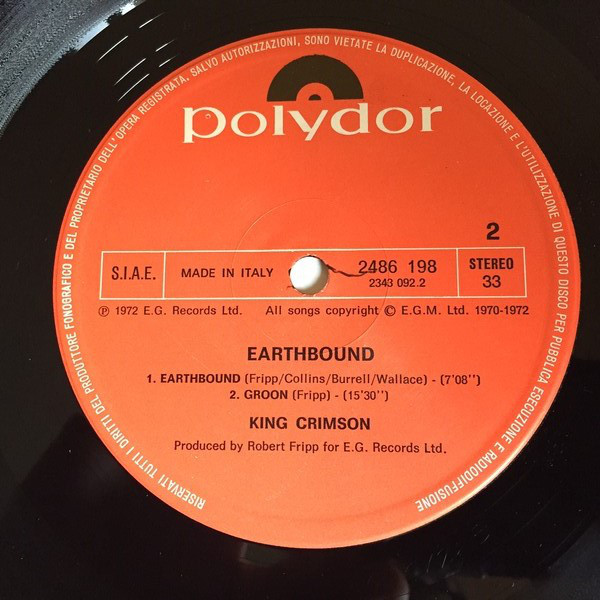 RISERVATI TUTTI I DIRITTI DEL PRODUTTORE FONOGRAFICO E DEL PROPRIETARIO DELL'OPERA REGISTRATA. SALVO AUTORIZZAZIONI, SONO VIETATE LA DUPLICAZIONE, LA LOCAZIONE E L'UTILIZZAZIONE DI QUESTO DISCO PER PUBBLICA ESECUZIONE E RADIODIFFUSIONE
polydor
2
S.I.A.E.
MADE IN ITALY
2486 198
2343 092.2
STEREO
33
℗ 1972 E.G. Records Ltd. All songs copyright © E.G.M. Ltd. 1970-1972
EARTHBOUND
1. EARTHBOUND (Fripp/Collins/Burrell/Wallace) - (7'08'')
2. GROON (Fripp) - (15'30'')
KING CRIMSON
Produced by Robert Fripp for E.G. Records Ltd.